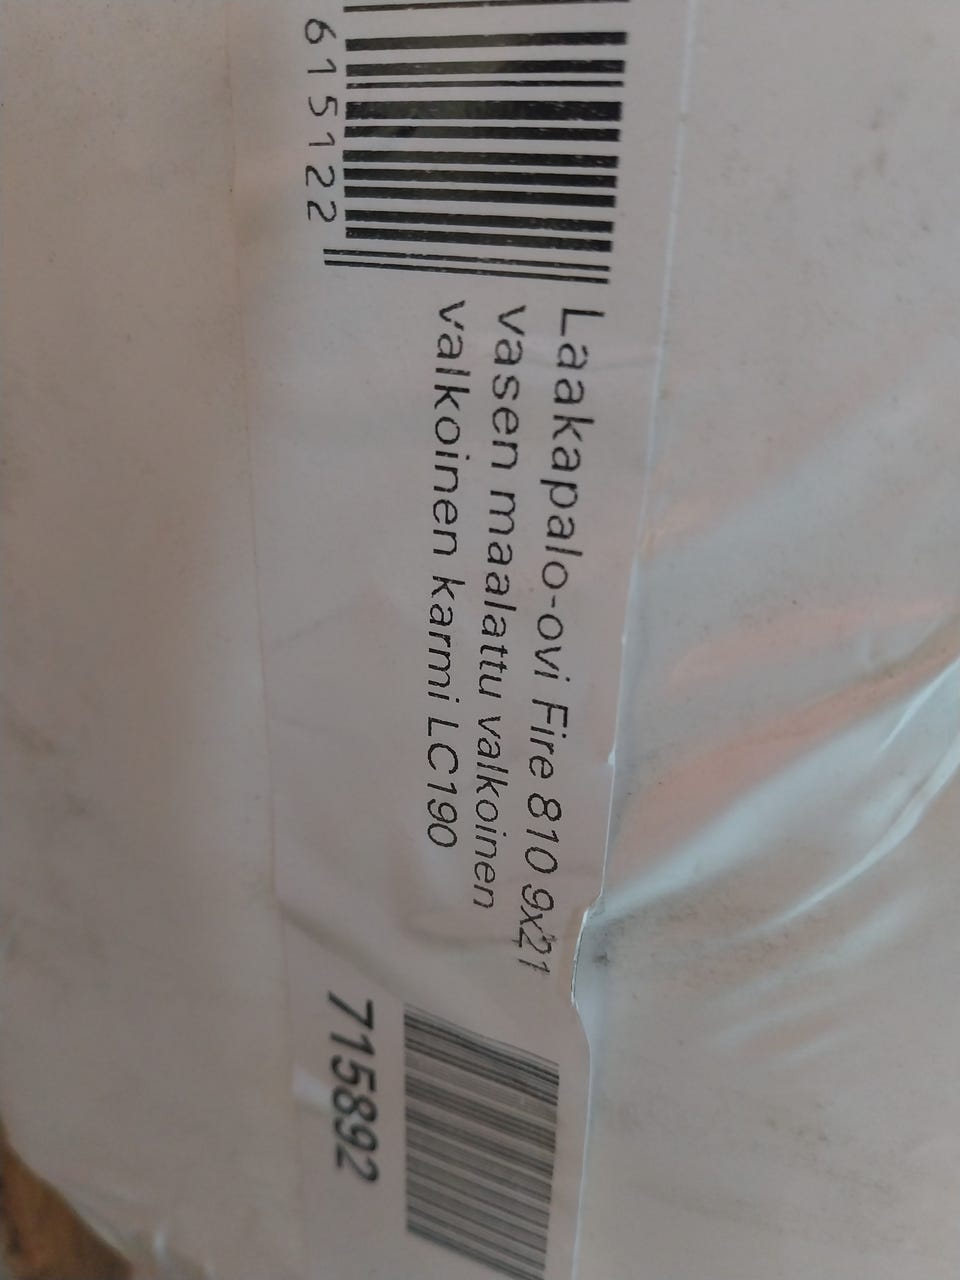 615122
Laakapalo-ovi Fire 810 9x21
vasen maalattu valkoinen
valkoinen karmi LC190
715892